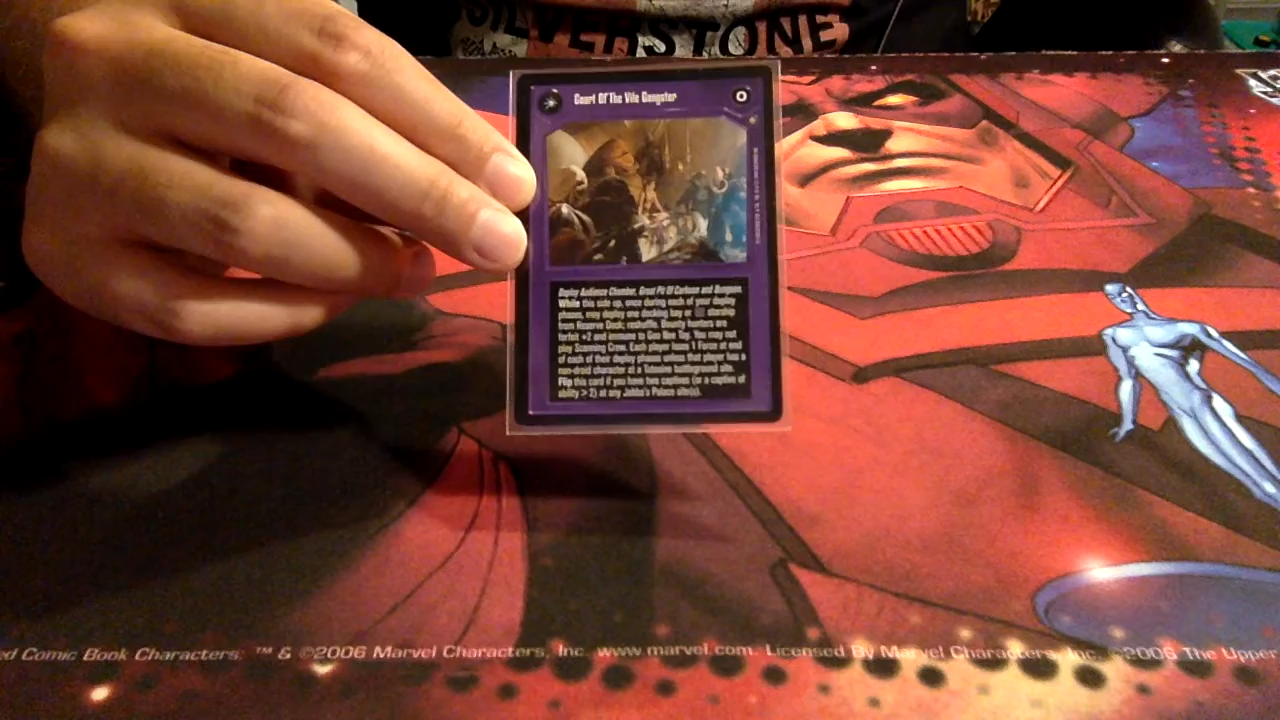 SILVERSTONE
Court Of The Vile Gangster
Deploy Audience Chamber, Great Pit Of Carkoon and Dungeon.
While this side up, once during each of your deploy
phases, may deploy one docking bay or starship
from Reserve Deck; reshuffle. Bounty hunters are
forfeit +2 and immune to Goo Nee Tay. You may not
play Scanning Crew. Each player loses 1 Force at end
of each of their deploy phases unless that player has a
non-droid character at a Tatooine battleground site.
Flip this card if you have two captives (or a captive of
ability > 2) at any Jabba's Palace site(s).
ed Comic Book Characters: ™ & ©2006 Marvel Characters, Inc. www.marvel.com. Licensed By Marvel Characters, Inc. ©2006 The Upper